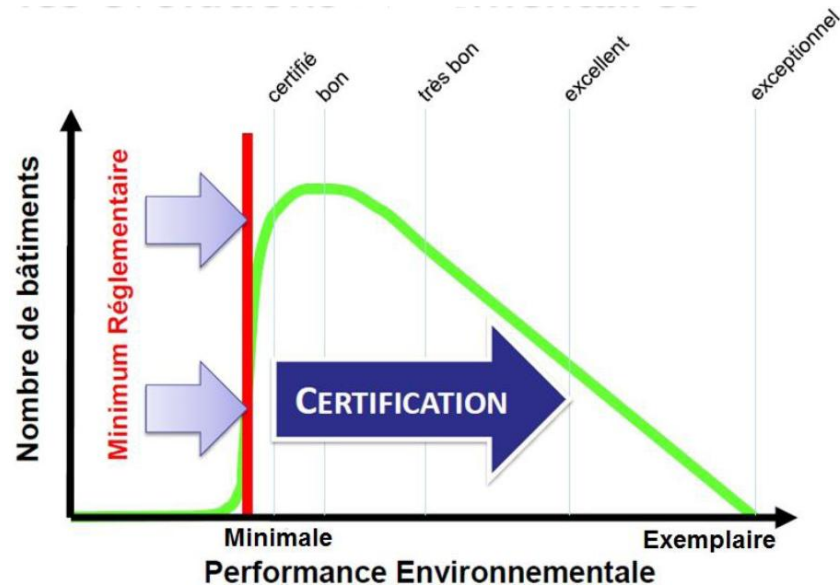 certifié
bon
très bon
excellent
exceptionnel
Nombre de bâtiments
Minimum Réglementaire
CERTIFICATION
Minimale
Exemplaire
Performance Environnementale